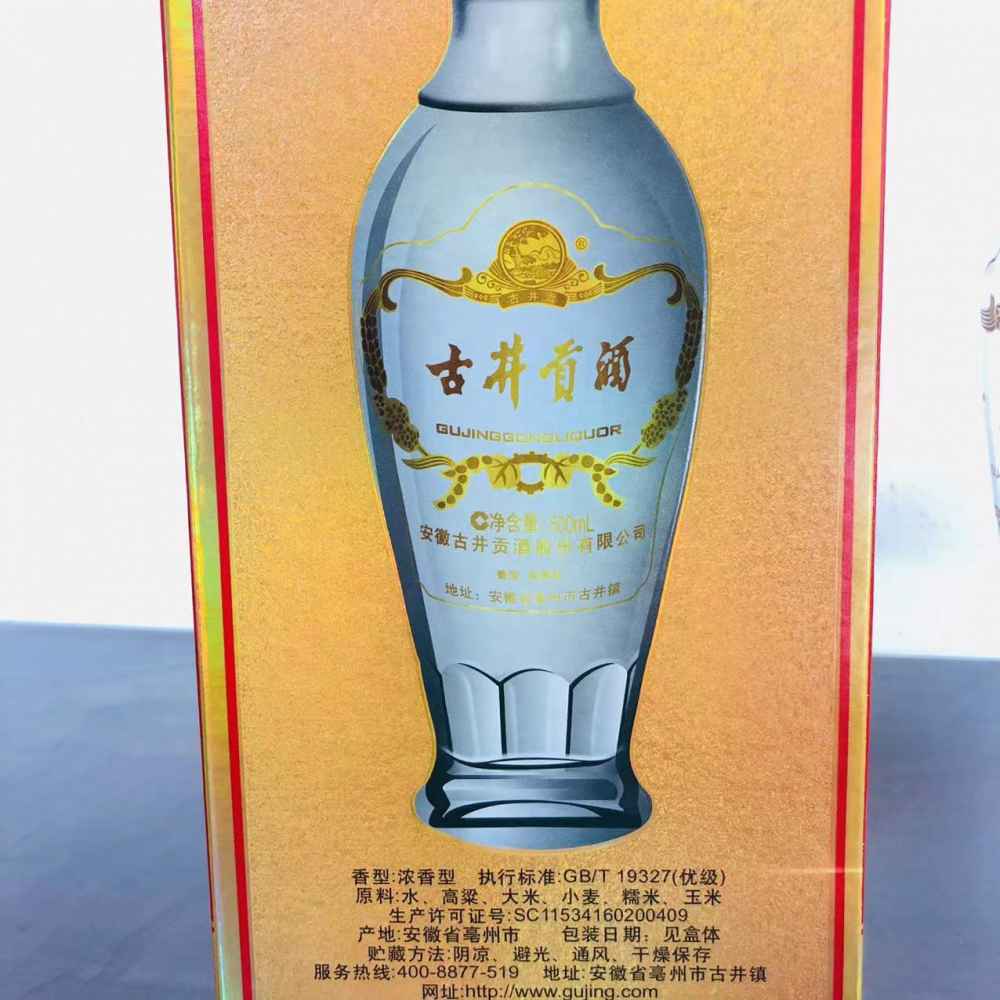 ®
古井
古井贡酒
GUJINGGONGLIQUOR
净含量:500mL
安徽古井贡酒股份有限公司
地址：安徽省亳州市古井镇
香型:浓香型 执行标准:GB/T 19327(优级)
原料:水、高粱、大米、小麦、糯米、玉米
生产许可证号:SC11534160200409
产地:安徽省亳州市 包装日期：见盒体
贮藏方法:阴凉、避光、通风、干燥保存
服务热线:400-8877-519 地址:安徽省亳州市古井镇
网址:http://www.gujing.com